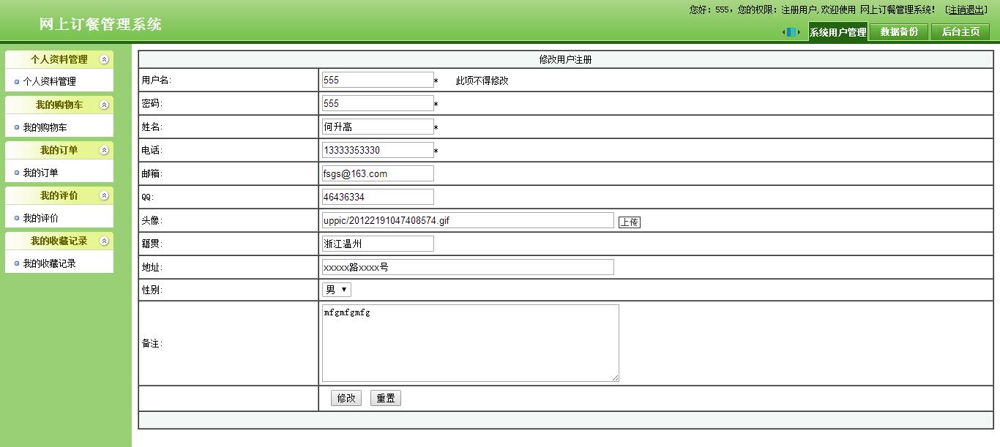 您好：555，您的权限：注册用户,欢迎使用 网上订餐管理系统！ [注销退出]
网上订餐管理系统
系统用户管理 数据备份 后台主页
个人资料管理
个人资料管理
我的购物车
我的购物车
我的订单
我的订单
我的评价
我的评价
我的收藏记录
我的收藏记录
修改用户注册
用户名: 555 * 此项不得修改
密码: 555 *
姓名: 何升高 *
电话: 13333353330 *
邮箱: fsgs@163.com
QQ: 46436334
头像: uppic/20122191047408574.gif 上传
籍贯: 浙江温州
地址: xxxxx路xxxx号
性别: 男
备注: mfgmfgmfg
修改 重置